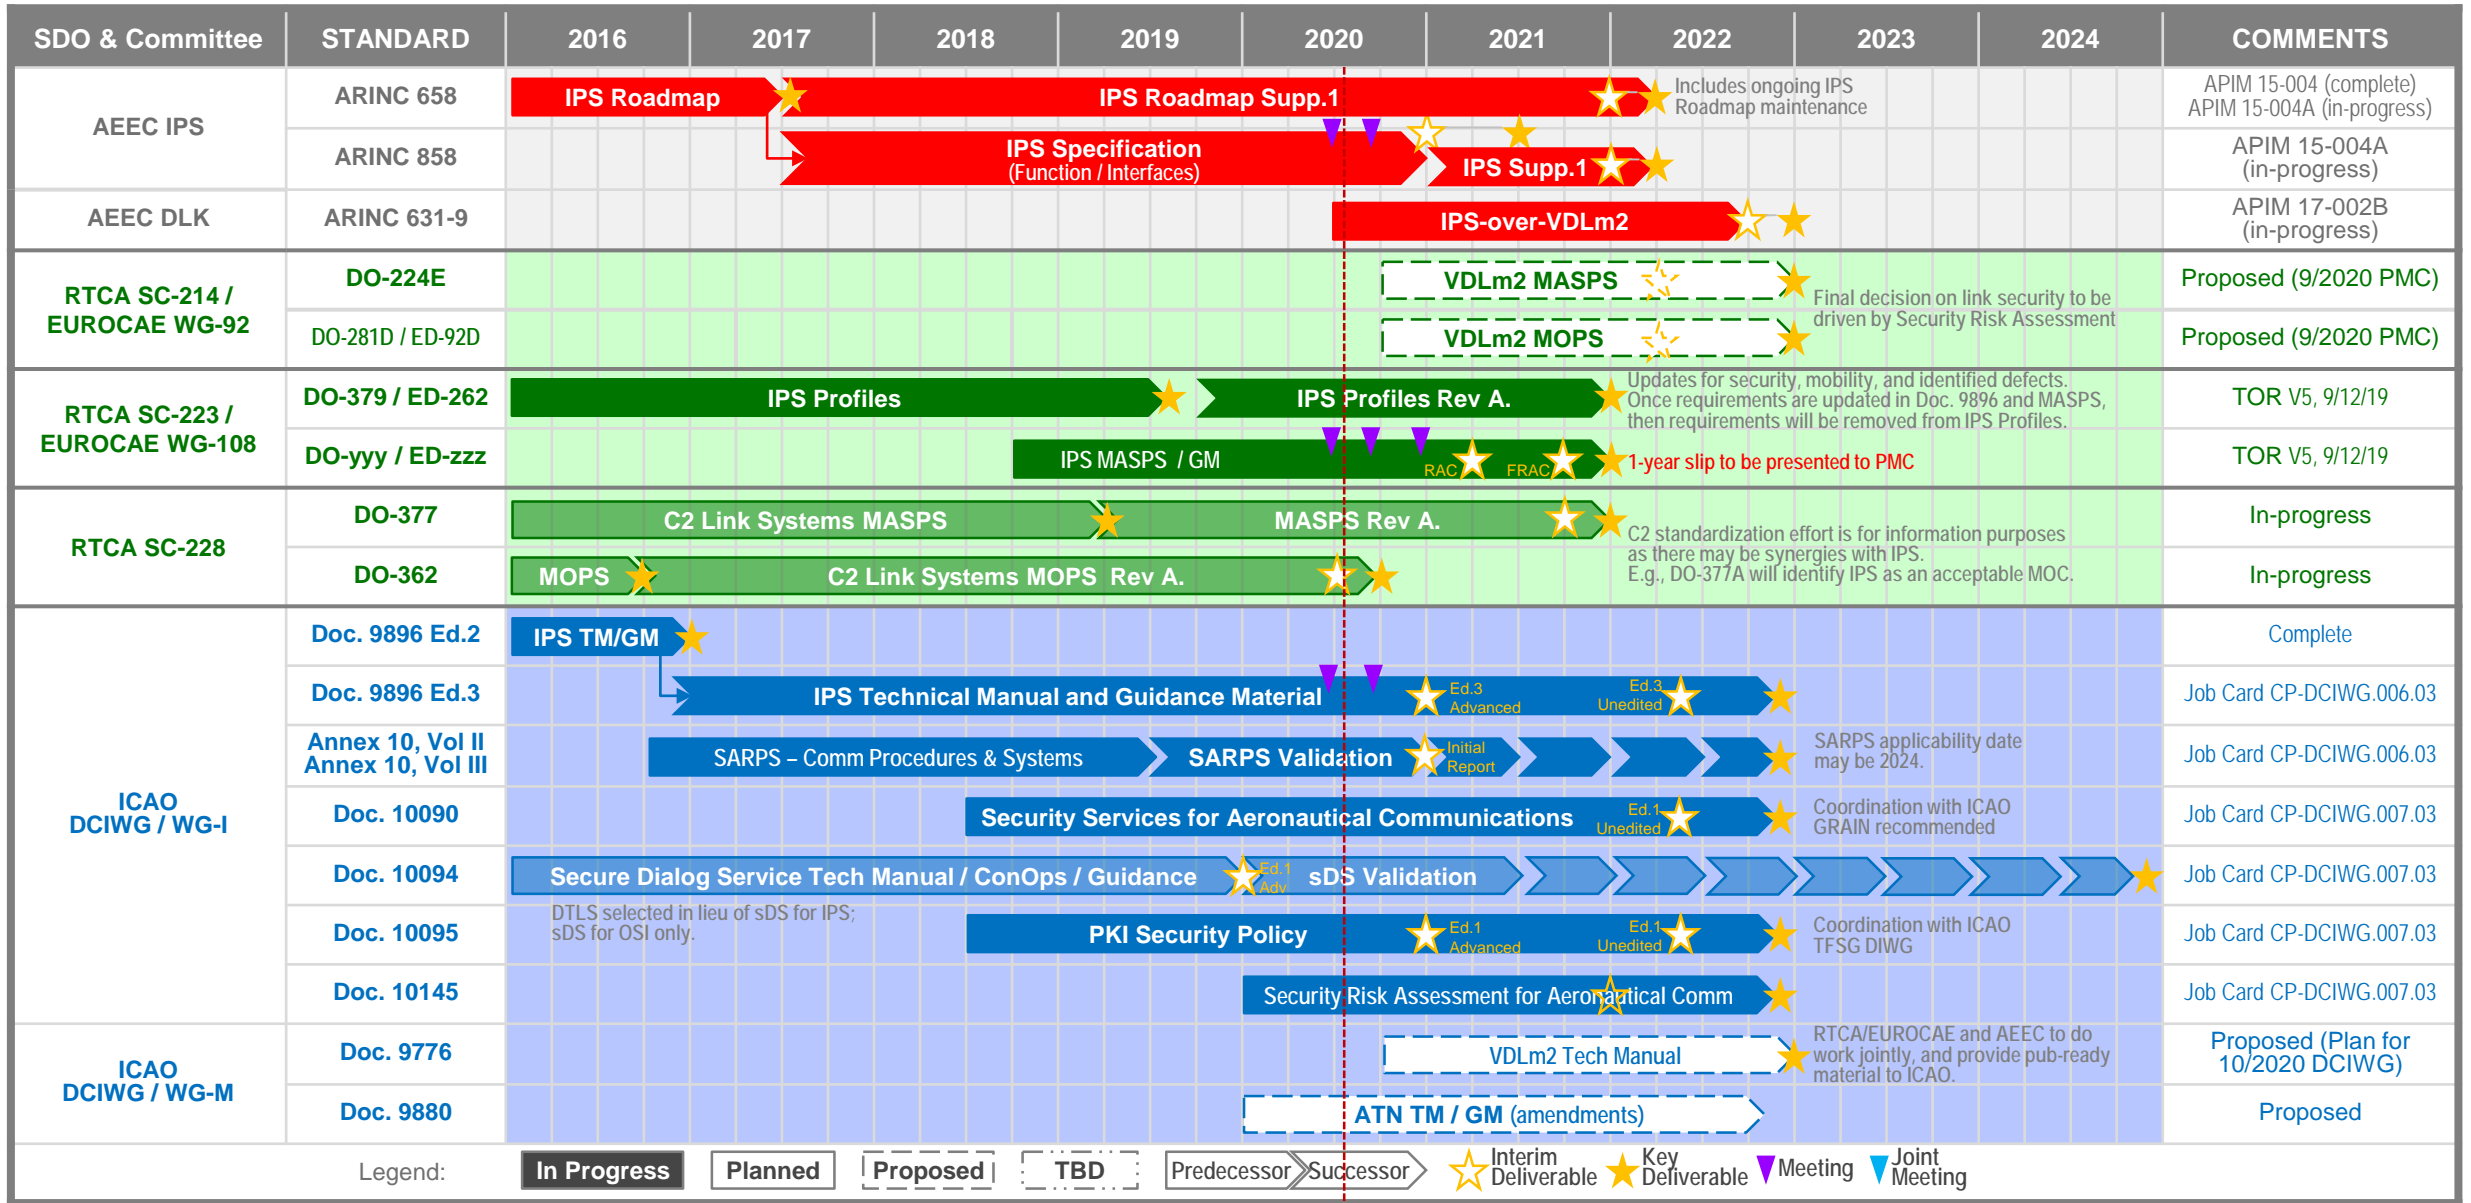 SDO & Committee STANDARD 2016 2017 2018 2019 2020 2021 2022 2023 2024 COMMENTS
AEEC IPS
ARINC 658
IPS Roadmap
IPS Roadmap Supp.1
Includes ongoing IPS
Roadmap maintenance
APIM 15-004 (complete)
APIM 15-004A (in-progress)
ARINC 858
IPS Specification
(Function / Interfaces)
IPS Supp.1
APIM 15-004A
(in-progress)
AEEC DLK
ARINC 631-9
IPS-over-VDLm2
APIM 17-002B
(in-progress)
RTCA SC-214 /
EUROCAE WG-92
DO-224E
VDLm2 MASPS
Proposed (9/2020 PMC)
Final decision on link security to be
driven by Security Risk Assessment
DO-281D / ED-92D
VDLm2 MOPS
Proposed (9/2020 PMC)
RTCA SC-223 /
EUROCAE WG-108
DO-379 / ED-262
IPS Profiles
IPS Profiles Rev A.
Updates for security, mobility, and identified defects.
Once requirements are updated in Doc. 9896 and MASPS,
then requirements will be removed from IPS Profiles.
TOR V5, 9/12/19
DO-yyy / ED-zzz
IPS MASPS / GM
RAC
FRAC
1-year slip to be presented to PMC
TOR V5, 9/12/19
RTCA SC-228
DO-377
C2 Link Systems MASPS
MASPS Rev A.
In-progress
C2 standardization effort is for information purposes
as there may be synergies with IPS.
E.g., DO-377A will identify IPS as an acceptable MOC.
DO-362
MOPS
C2 Link Systems MOPS Rev A.
In-progress
ICAO
DCIWG / WG-I
Doc. 9896 Ed.2
IPS TM/GM
Complete
Doc. 9896 Ed.3
IPS Technical Manual and Guidance Material
Ed.3
Advanced
Ed.3
Unedited
Job Card CP-DCIWG.006.03
Annex 10, Vol II
Annex 10, Vol III
SARPS – Comm Procedures & Systems
SARPS Validation
Initial
Report
SARPS applicability date
may be 2024.
Job Card CP-DCIWG.006.03
Doc. 10090
Security Services for Aeronautical Communications
Ed.1
Unedited
Coordination with ICAO
GRAIN recommended
Job Card CP-DCIWG.007.03
Doc. 10094
Secure Dialog Service Tech Manual / ConOps / Guidance
Ed.1
Adv
sDS Validation
Job Card CP-DCIWG.007.03
DTLS selected in lieu of sDS for IPS;
sDS for OSI only.
Doc. 10095
PKI Security Policy
Ed.1
Advanced
Ed.1
Unedited
Coordination with ICAO
TFSG DIWG
Job Card CP-DCIWG.007.03
Doc. 10145
Security Risk Assessment for Aeronautical Comm
Job Card CP-DCIWG.007.03
ICAO
DCIWG / WG-M
Doc. 9776
VDLm2 Tech Manual
RTCA/EUROCAE and AEEC to do
work jointly, and provide pub-ready
material to ICAO.
Proposed (Plan for
10/2020 DCIWG)
Doc. 9880
ATN TM / GM (amendments)
Proposed
Legend: In Progress Planned Proposed TBD Predecessor Successor
Interim
Deliverable
Key
Deliverable
Meeting
Joint
Meeting